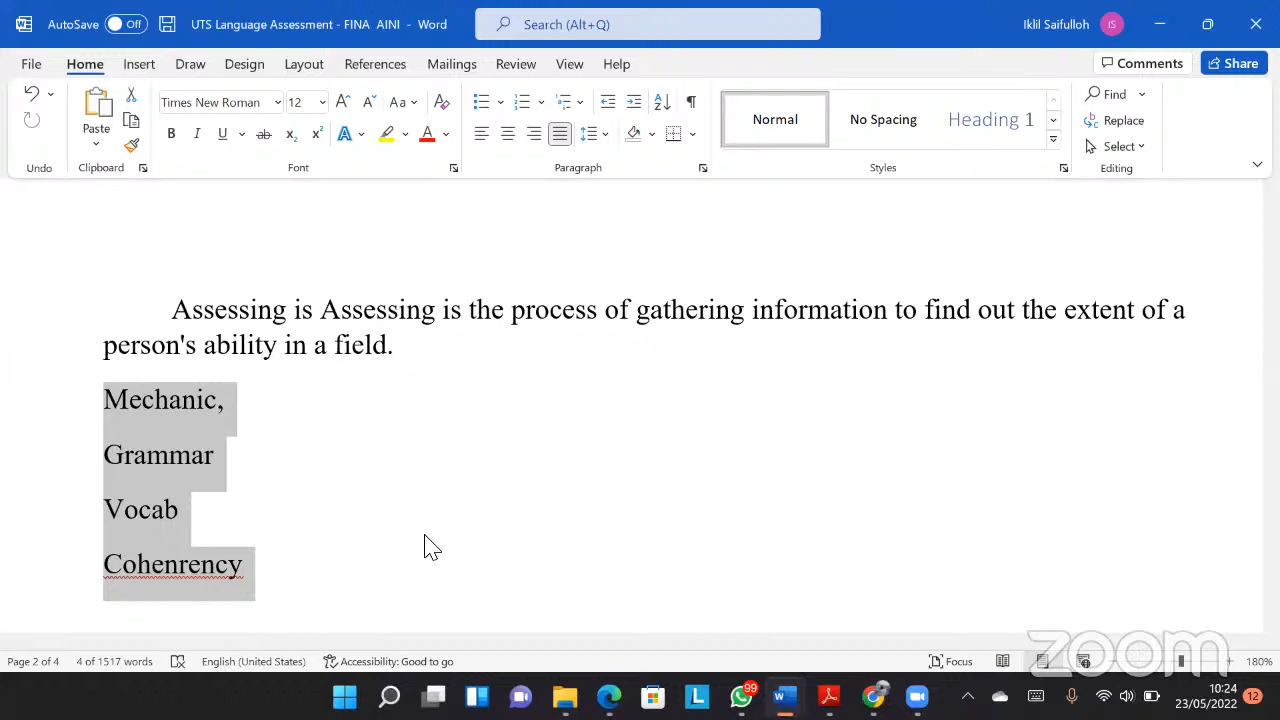 AutoSave Off UTS Language Assessment - FINA AINI - Word Search (Alt+Q) Iklil Saifulloh IS
File Home Insert Draw Design Layout References Mailings Review View Help Comments Share
Paste Times New Roman 12 Aa Normal No Spacing Heading 1 Find
Replace
Select
Undo Clipboard Font Paragraph Styles Editing
Assessing is Assessing is the process of gathering information to find out the extent of a
person's ability in a field.
Mechanic,
Grammar
Vocab
Cohenrency
zoom
Page 2 of 4 4 of 1517 words English (United States) Accessibility: Good to go Focus 180%
99
10:24
23/05/2022 12